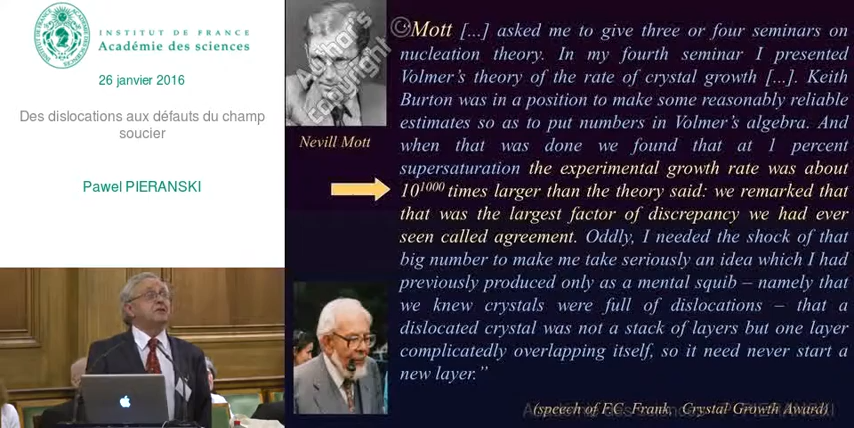 INSTITUT DE FRANCE
Académie des sciences
26 janvier 2016
Des dislocations aux défauts du champ
soucier
Pawel PIERANSKI
©Author's
Copyright
Nevill Mott
Mott [...] asked me to give three or four seminars on
nucleation theory. In my fourth seminar I presented
Volmer's theory of the rate of crystal growth [...]. Keith
Burton was in a position to make some reasonably reliable
estimates so as to put numbers in Volmer's algebra. And
when that was done we found that at 1 percent
supersaturation the experimental growth rate was about
10¹⁰⁰⁰ times larger than the theory said: we remarked that
that was the largest factor of discrepancy we had ever
seen called agreement. Oddly, I needed the shock of that
big number to make me take seriously an idea which I had
previously produced only as a mental squib – namely that
we knew crystals were full of dislocations – that a
dislocated crystal was not a stack of layers but one layer
complicatedly overlapping itself, so it need never start a
new layer."
(speech of F.C. Frank, Crystal Growth Award)